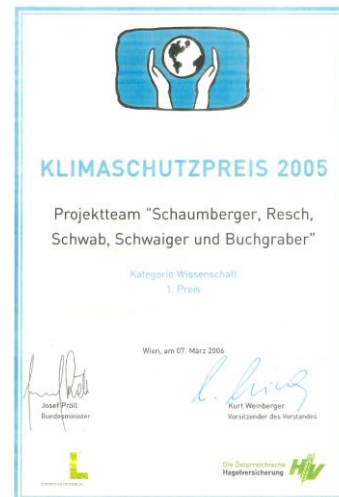 KLIMASCHUTZPREIS 2005
Projektteam "Schaumberger, Resch,
Schwab, Schwaiger und Buchgraber"
Kategorie Wissenschaft
1. Preis
Wien, am 07. März 2006
Josef Pröll
Bundesminister
Kurt Weinberger
Vorsitzender des Vorstandes
Die Österreichische
Hagelversicherung